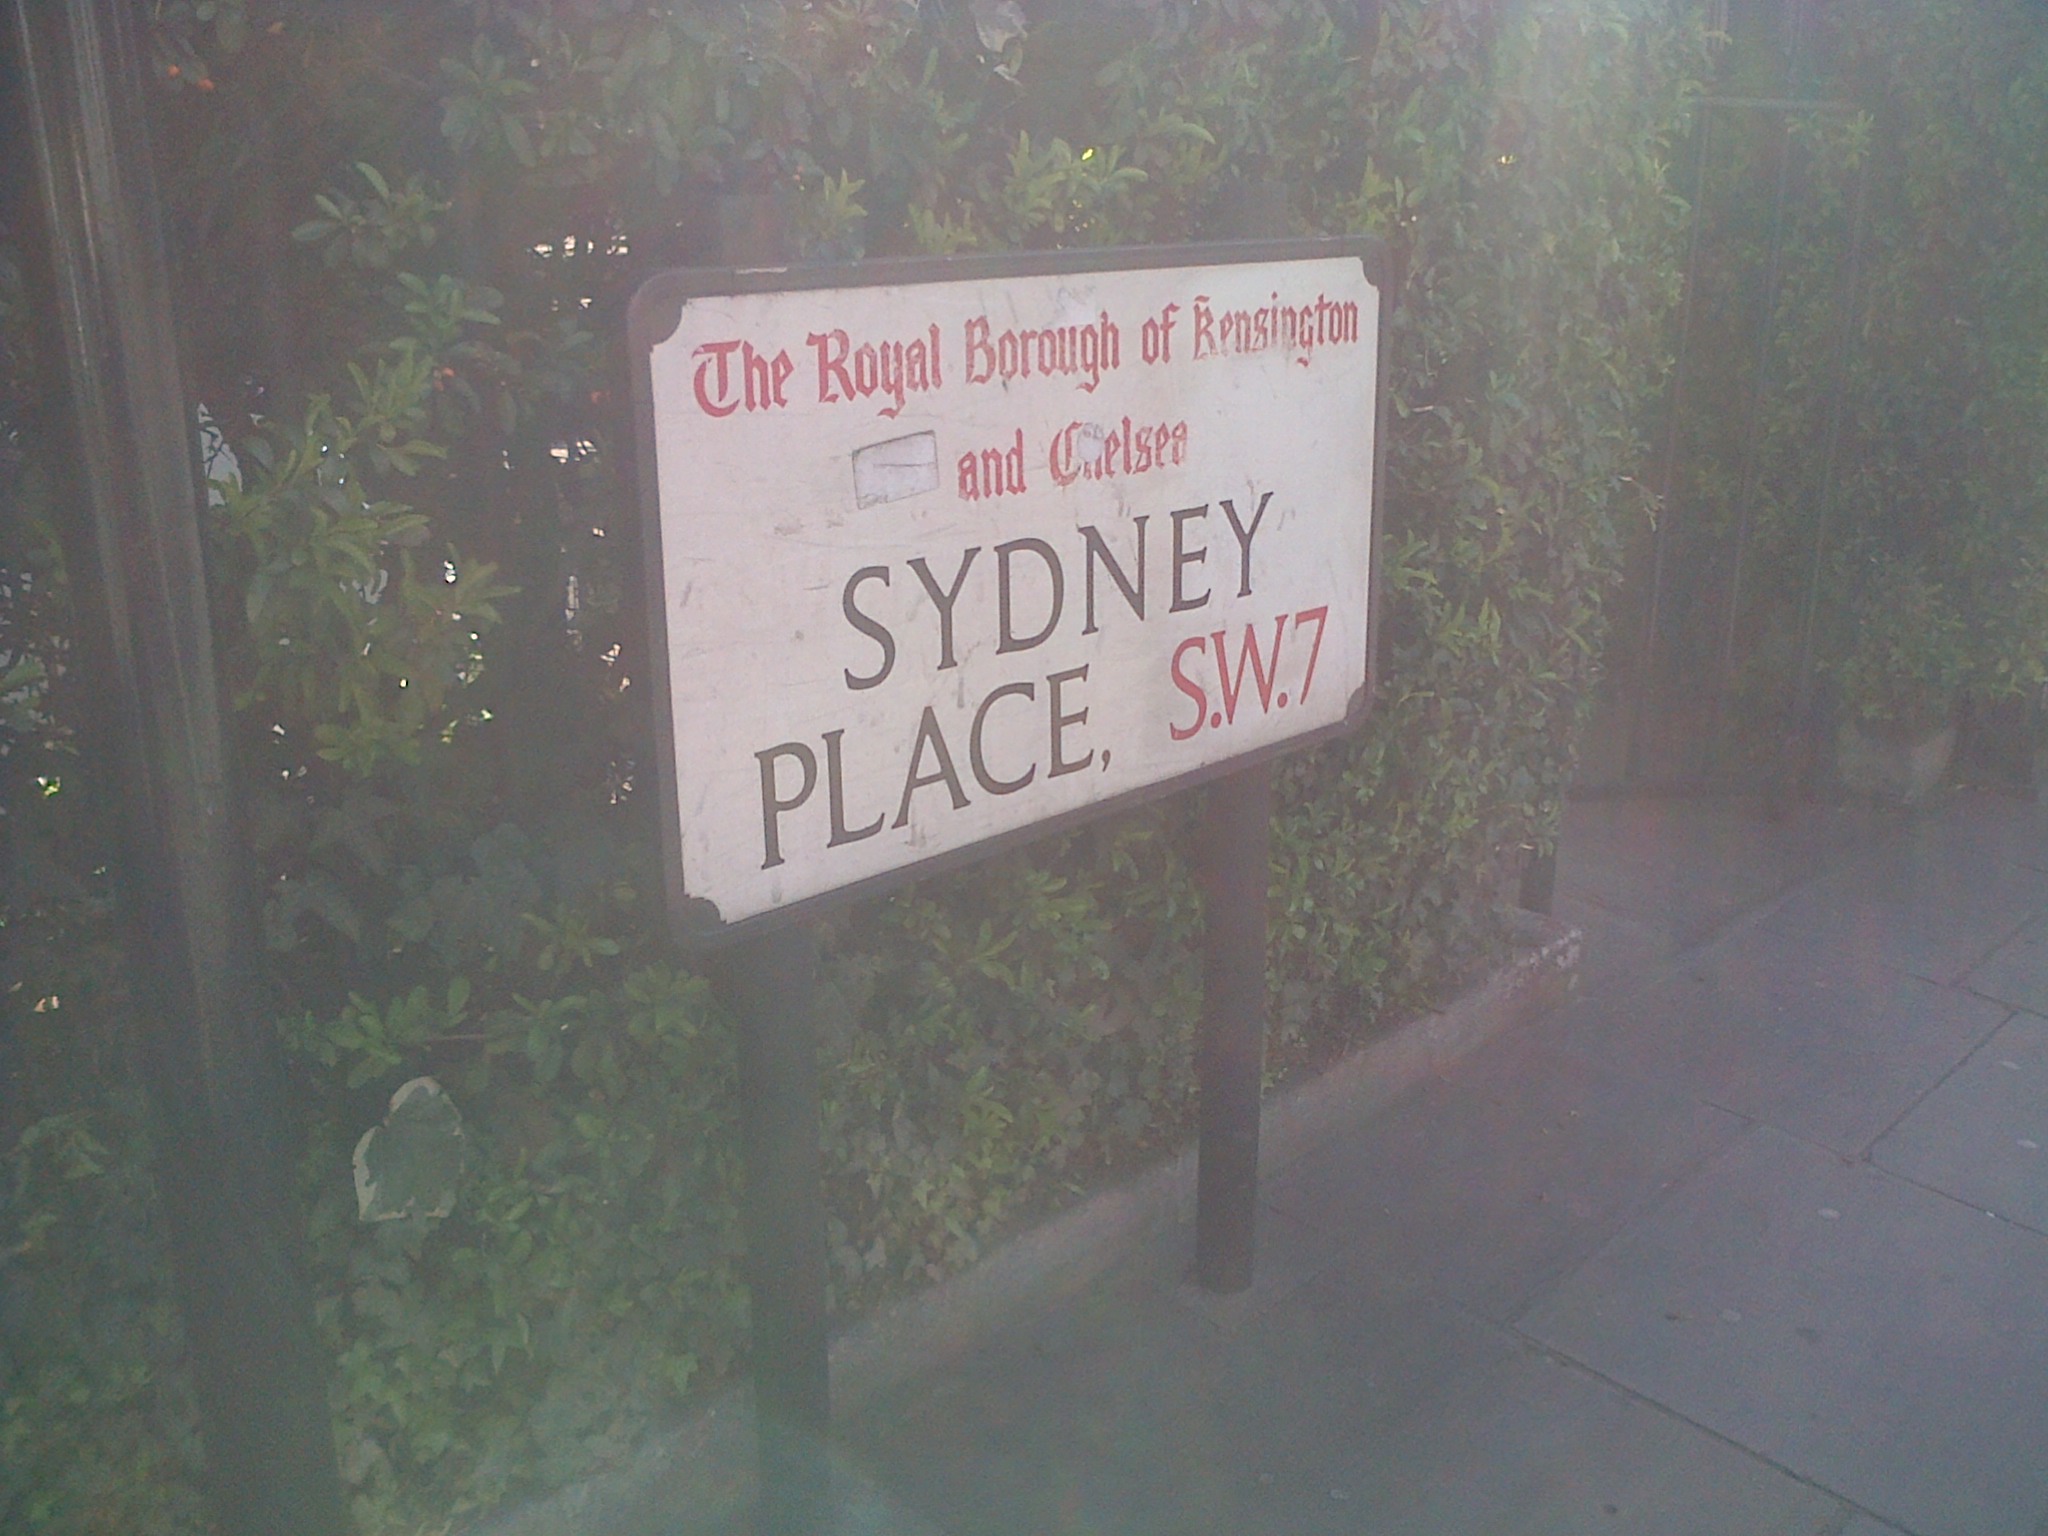 The Royal Borough of Kensington
and Chelsea
SYDNEY
PLACE, S.W.7